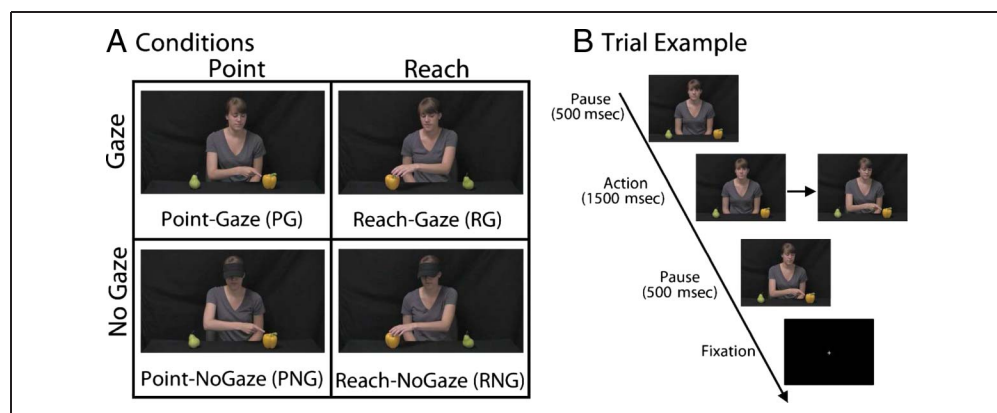 A Conditions
Point
Reach
Gaze
Point-Gaze (PG)
Reach-Gaze (RG)
No Gaze
Point-NoGaze (PNG)
Reach-NoGaze (RNG)
B Trial Example
Pause
(500 msec)
Action
(1500 msec)
Pause
(500 msec)
Fixation